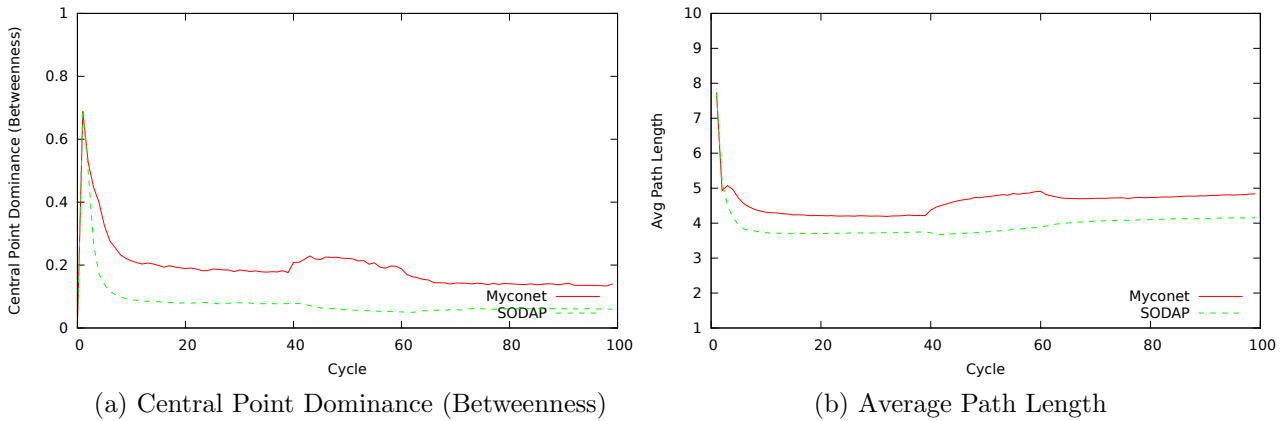 Central Point Dominance (Betweenness)
1
0.8
0.6
0.4
0.2
0
0
20
40
60
80
100
Cycle
Myconet
SODAP
(a) Central Point Dominance (Betweenness)
Avg Path Length
10
9
8
7
6
5
4
3
2
1
0
20
40
60
80
100
Cycle
Myconet
SODAP
(b) Average Path Length